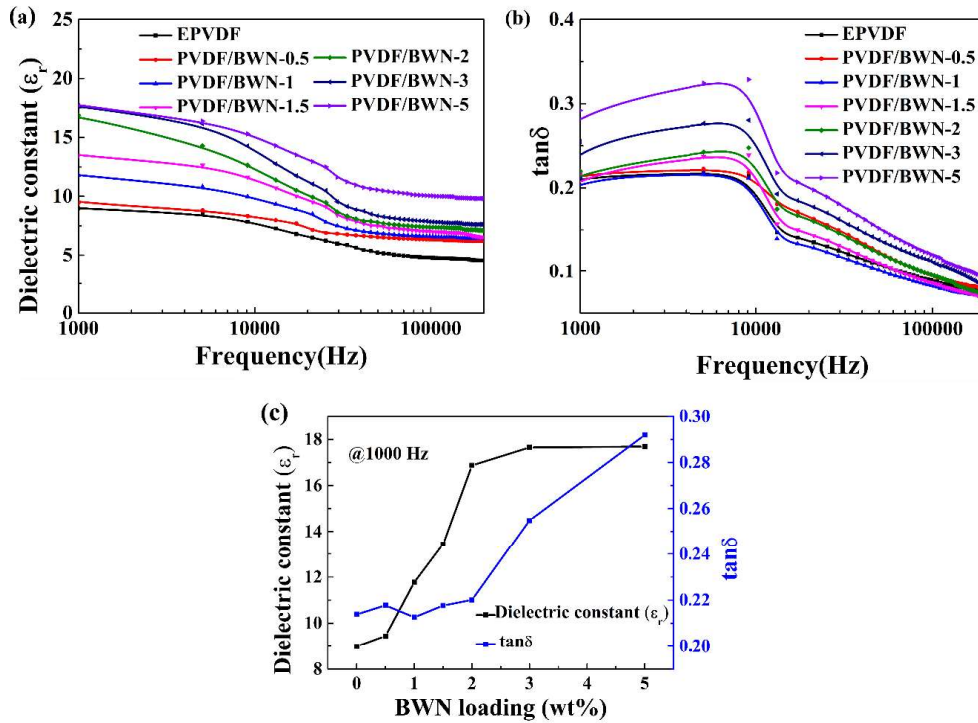 (a)
25
20
15
10
5
0
Dielectric constant (εr)
EPVDF
PVDF/BWN-0.5
PVDF/BWN-1
PVDF/BWN-1.5
PVDF/BWN-2
PVDF/BWN-3
PVDF/BWN-5
1000 10000 100000
Frequency(Hz)
(b)
0.4
0.3
0.2
0.1
tanδ
EPVDF
PVDF/BWN-0.5
PVDF/BWN-1
PVDF/BWN-1.5
PVDF/BWN-2
PVDF/BWN-3
PVDF/BWN-5
1000 10000 100000
Frequency(Hz)
(c)
@1000 Hz
18
16
14
12
10
8
Dielectric constant (εr)
0.30
0.28
0.26
0.24
0.22
0.20
tanδ
Dielectric constant (εr)
tanδ
0 1 2 3 4 5
BWN loading (wt%)